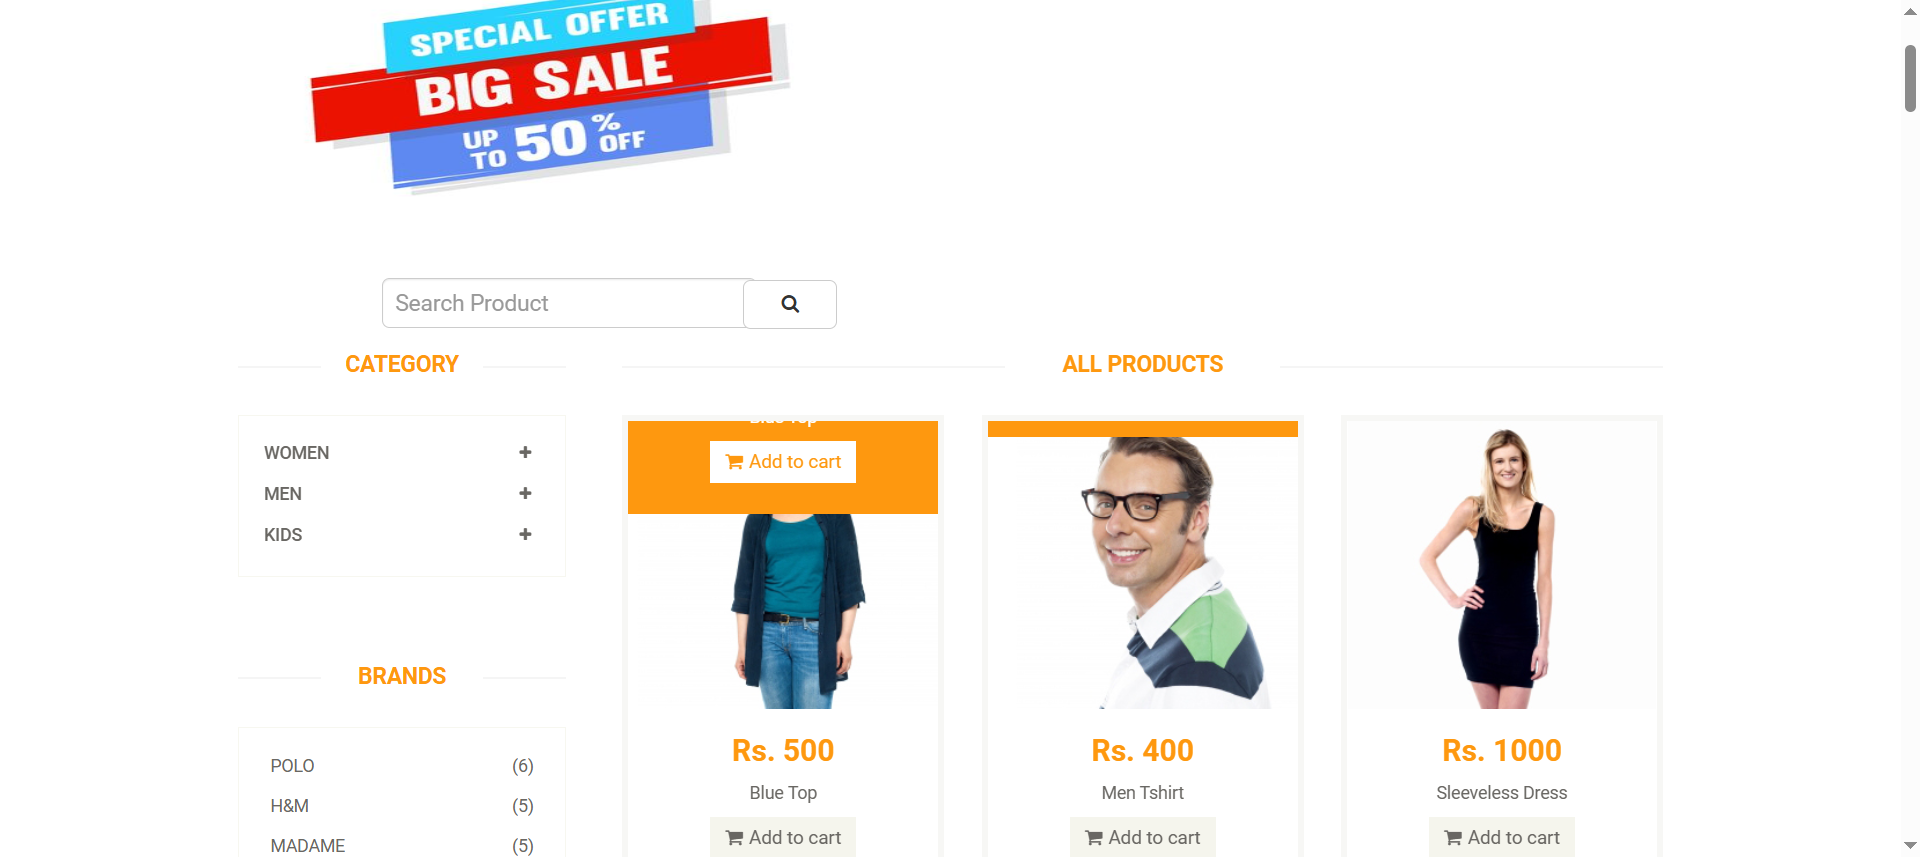 SPECIAL OFFER
BIG SALE
UP TO 50% OFF
Search Product
CATEGORY
ALL PRODUCTS
WOMEN
MEN
KIDS
BRANDS
POLO (6)
H&M (5)
MADAME (5)
Blue Top
Add to cart
Rs. 500
Blue Top
Add to cart
Rs. 400
Men Tshirt
Add to cart
Rs. 1000
Sleeveless Dress
Add to cart